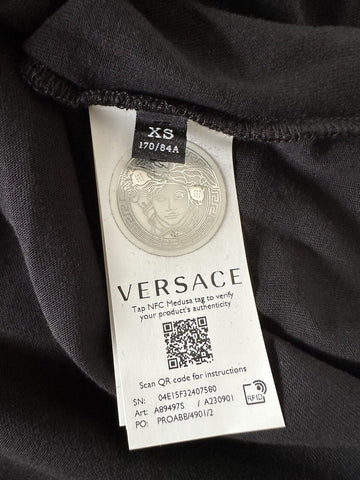 XS
170/84A
VERSACE
Tap NFC Medusa tag to verify
your product's authenticity
Scan QR code for instructions
SN: 04E15F32407580
Art: A89497S / A230901
PO: PROABB/4901/2
RFID